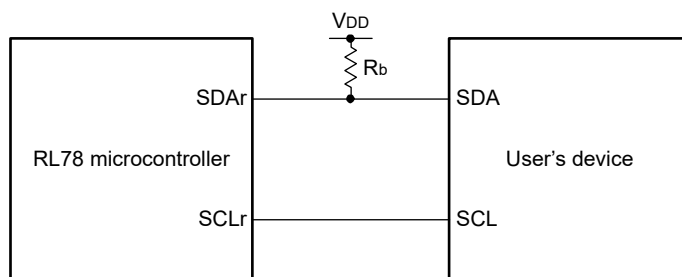 VDD
Rb
SDAr
SDA
RL78 microcontroller
User's device
SCLr
SCL